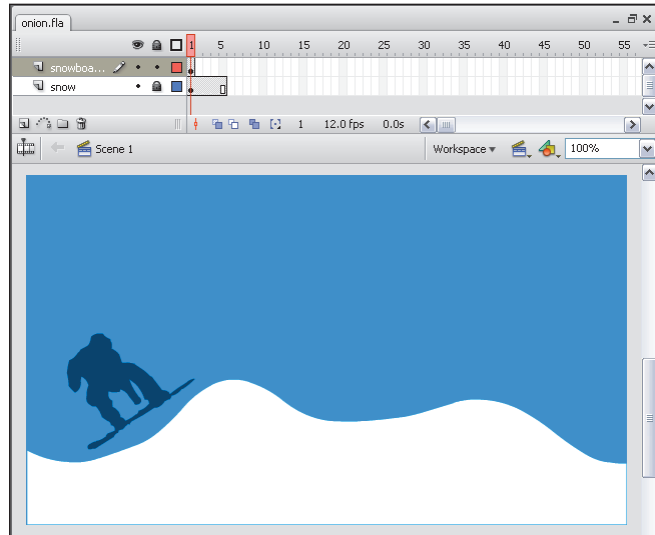 onion.fla
1 5 10 15 20 25 30 35 40 45 50 55
snowboa...
snow
1 12.0 fps 0.0s
Scene 1 Workspace 100%